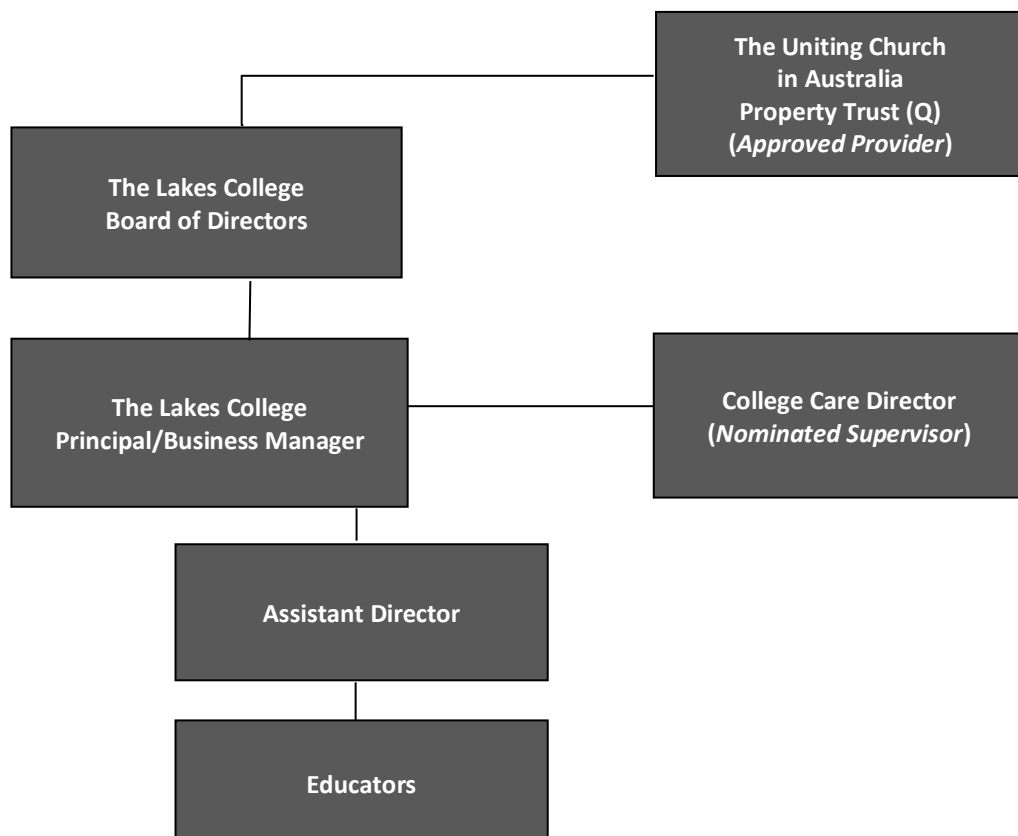 The Uniting Church
in Australia
Property Trust (Q)
(Approved Provider)
The Lakes College
Board of Directors
The Lakes College
Principal/Business Manager
College Care Director
(Nominated Supervisor)
Assistant Director
Educators